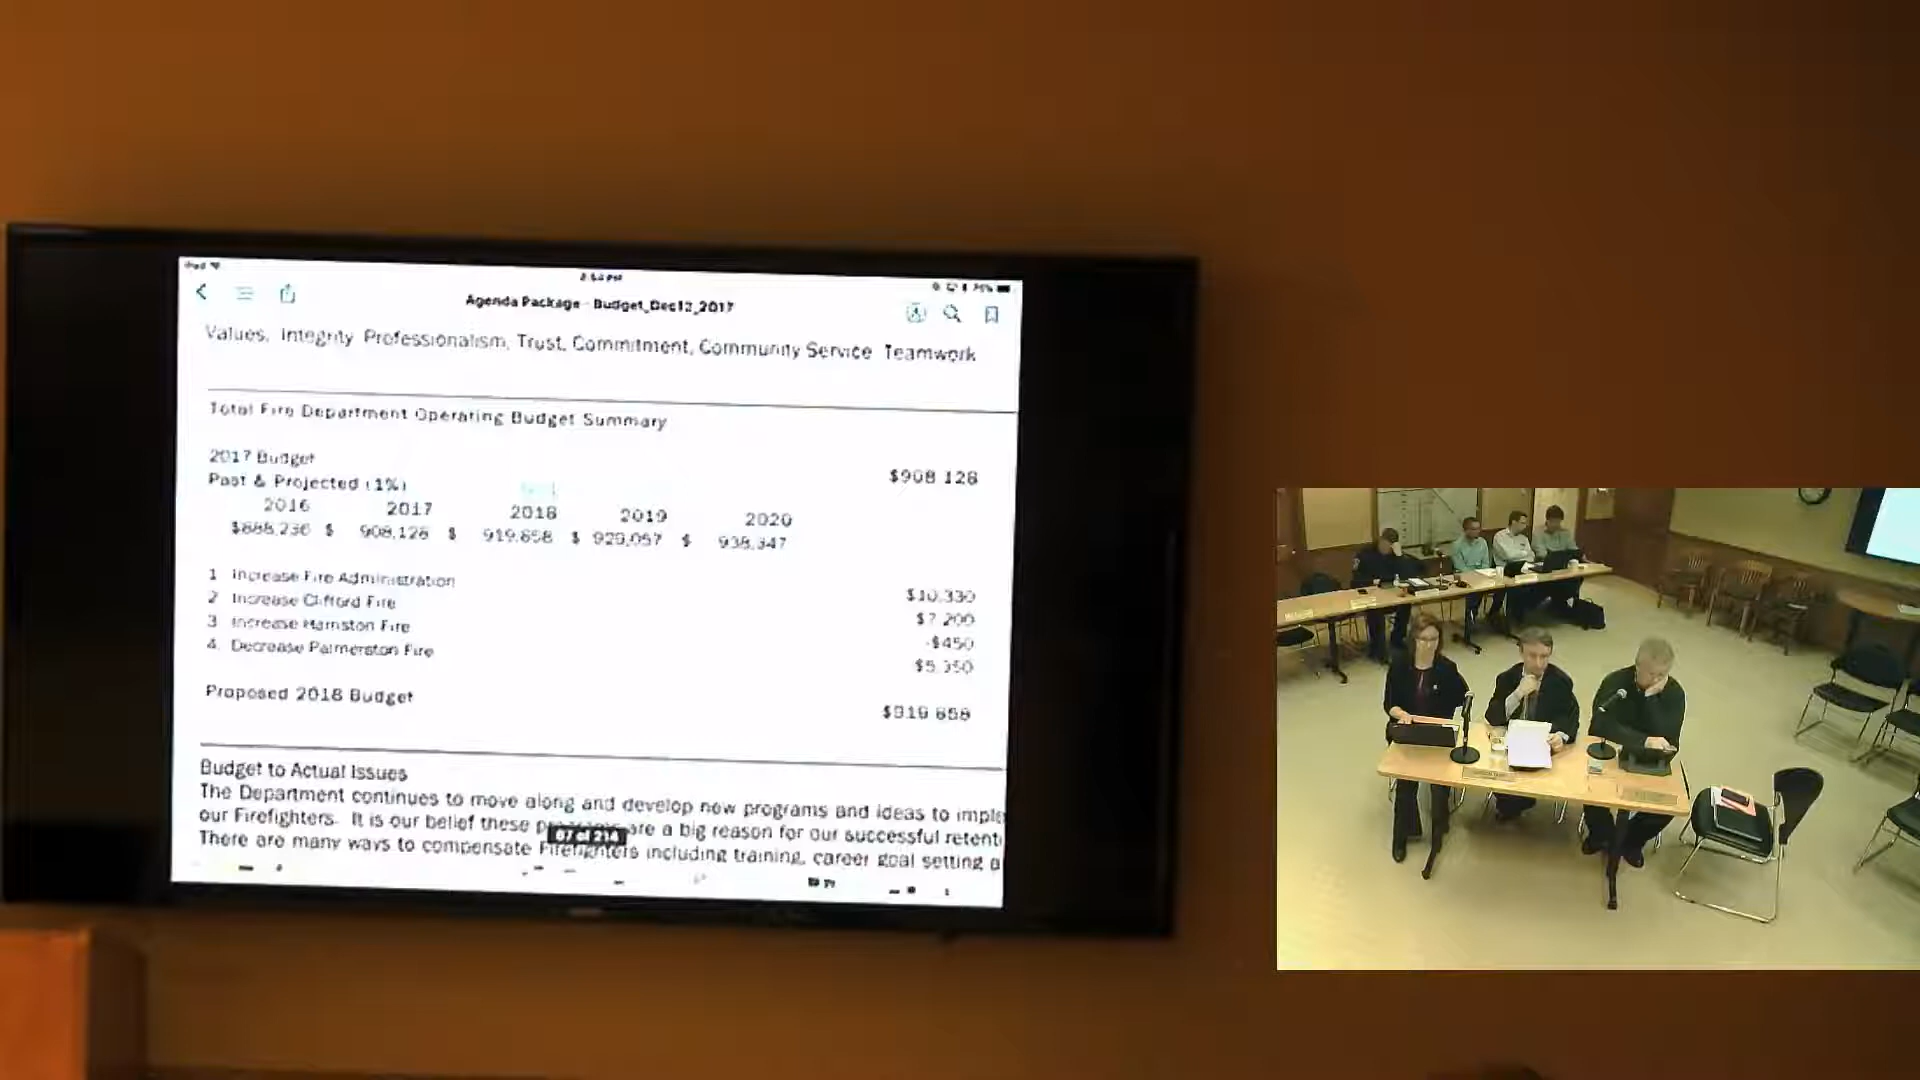 Agenda Package - Budget_Dec12_2017
Values, Integrity Professionalism, Trust, Commitment, Community Service Teamwork
Total Fire Department Operating Budget Summary
2017 Budget $908 128
Past & Projected (1%)
2016 2017 2018 2019 2020
$888,236 $ 908,128 $ 919,658 $ 929,057 $ 938,347
1 Increase Fire Administration $10,330
2 Increase Clifford Fire $7 200
3 Increase Harriston Fire -$450
4. Decrease Palmerston Fire $5,350
Proposed 2018 Budget $919 658
Budget to Actual Issues
The Department continues to move along and develop new programs and ideas to
our Firefighters. It is our belief these are a big reason for our successful
There are many ways to compensate Firefighters including training, career goal setting
67 of 214